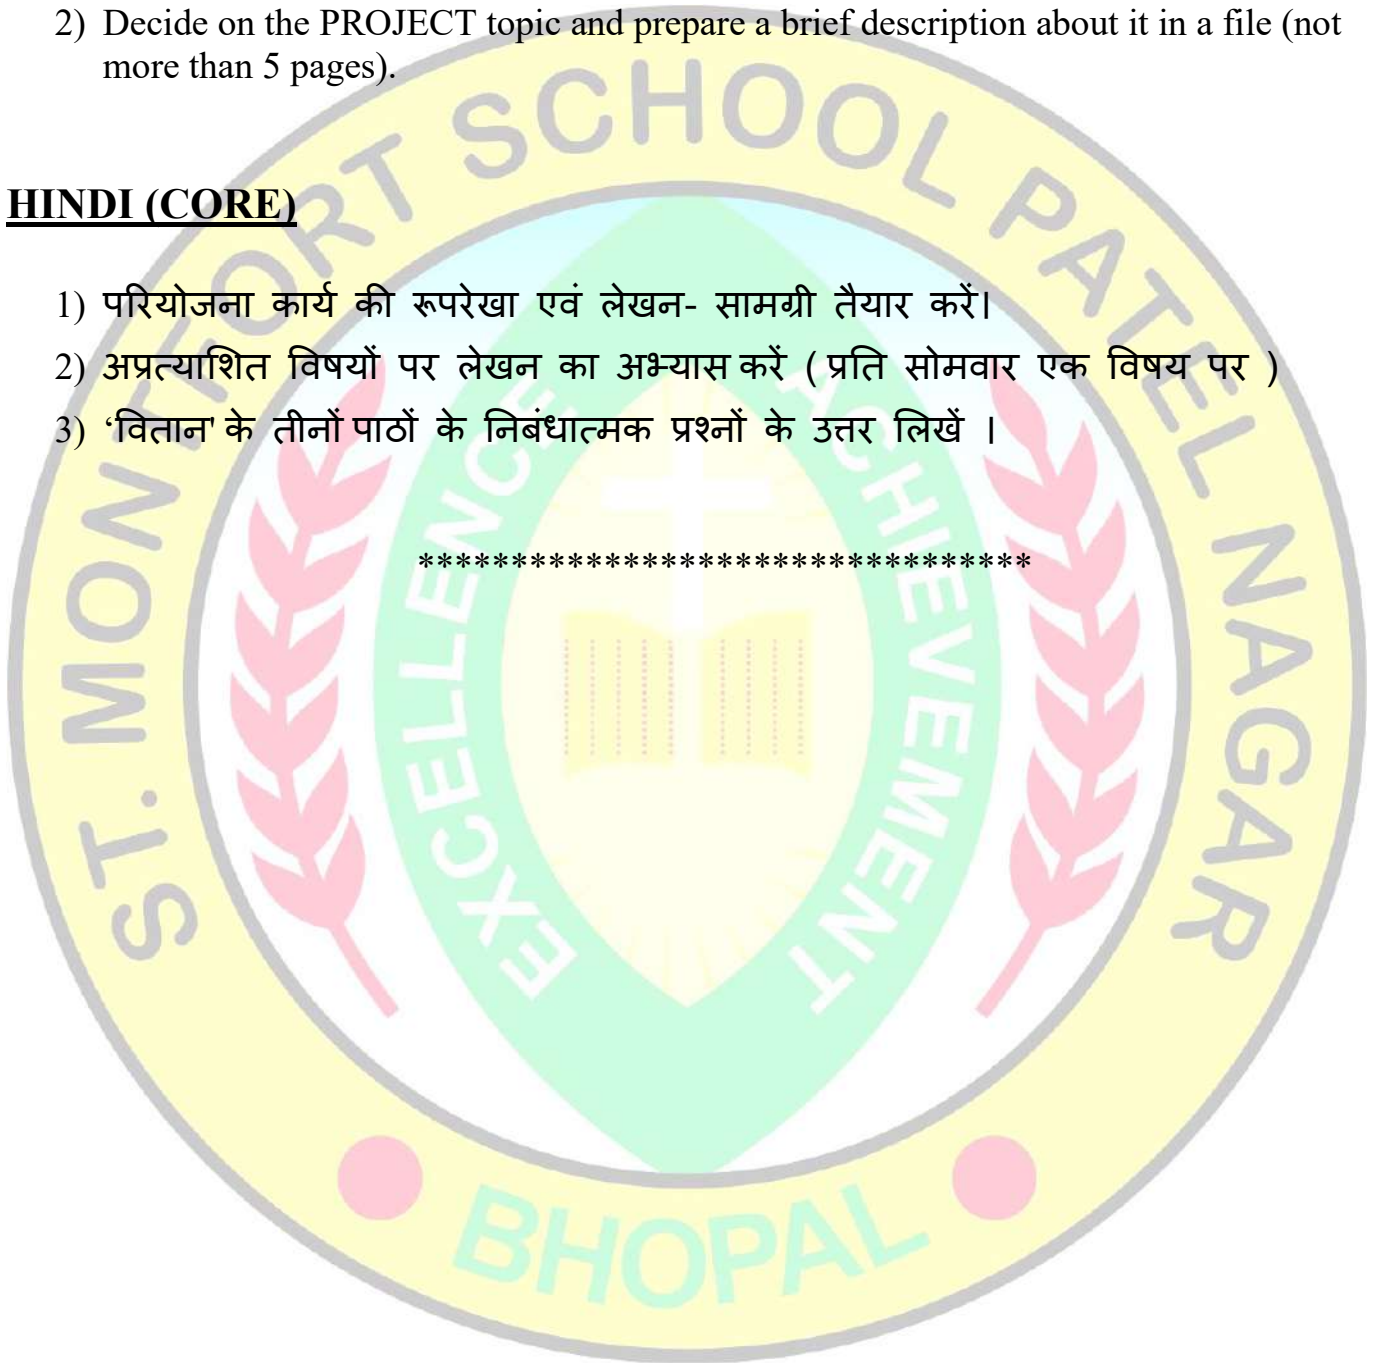 2) Decide on the PROJECT topic and prepare a brief description about it in a file (not
more than 5 pages).
HINDI (CORE)
1) परियोजना कार्य की रूपरेखा एवं लेखन- सामग्री तैयार करें।
2) अप्रत्याशित विषयों पर लेखन का अभ्यास करें ( प्रति सोमवार एक विषय पर )
3) ‘वितान' के तीनों पाठों के निबंधात्मक प्रश्नों के उत्तर लिखें ।
*********************************
ST. MONTFORT SCHOOL PATEL NAGAR
EXCELLENCE
ACHIEVEMENT
BHOPAL